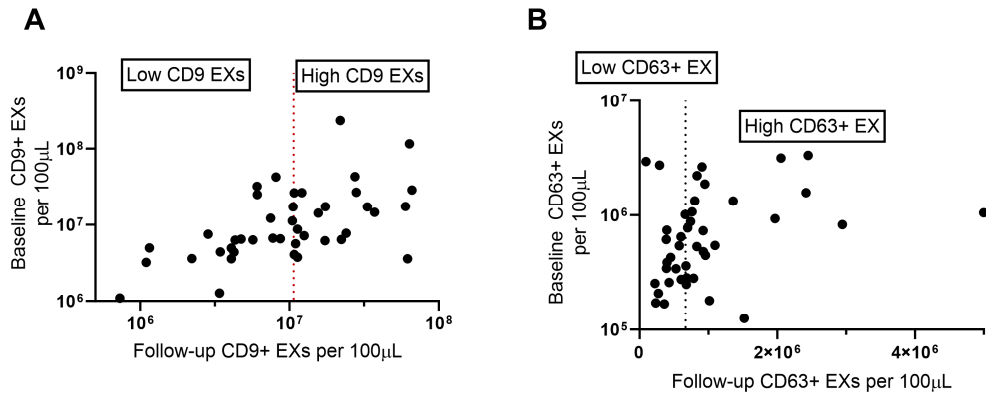 A
Low CD9 EXs
High CD9 EXs
Baseline CD9+ EXs
per 100μL
10⁹
10⁸
10⁷
10⁶
10⁶
10⁷
10⁸
Follow-up CD9+ EXs per 100μL
B
Low CD63+ EX
High CD63+ EX
Baseline CD63+ EXs
per 100μL
10⁷
10⁶
10⁵
0
2×10⁶
4×10⁶
Follow-up CD63+ EXs per 100μL